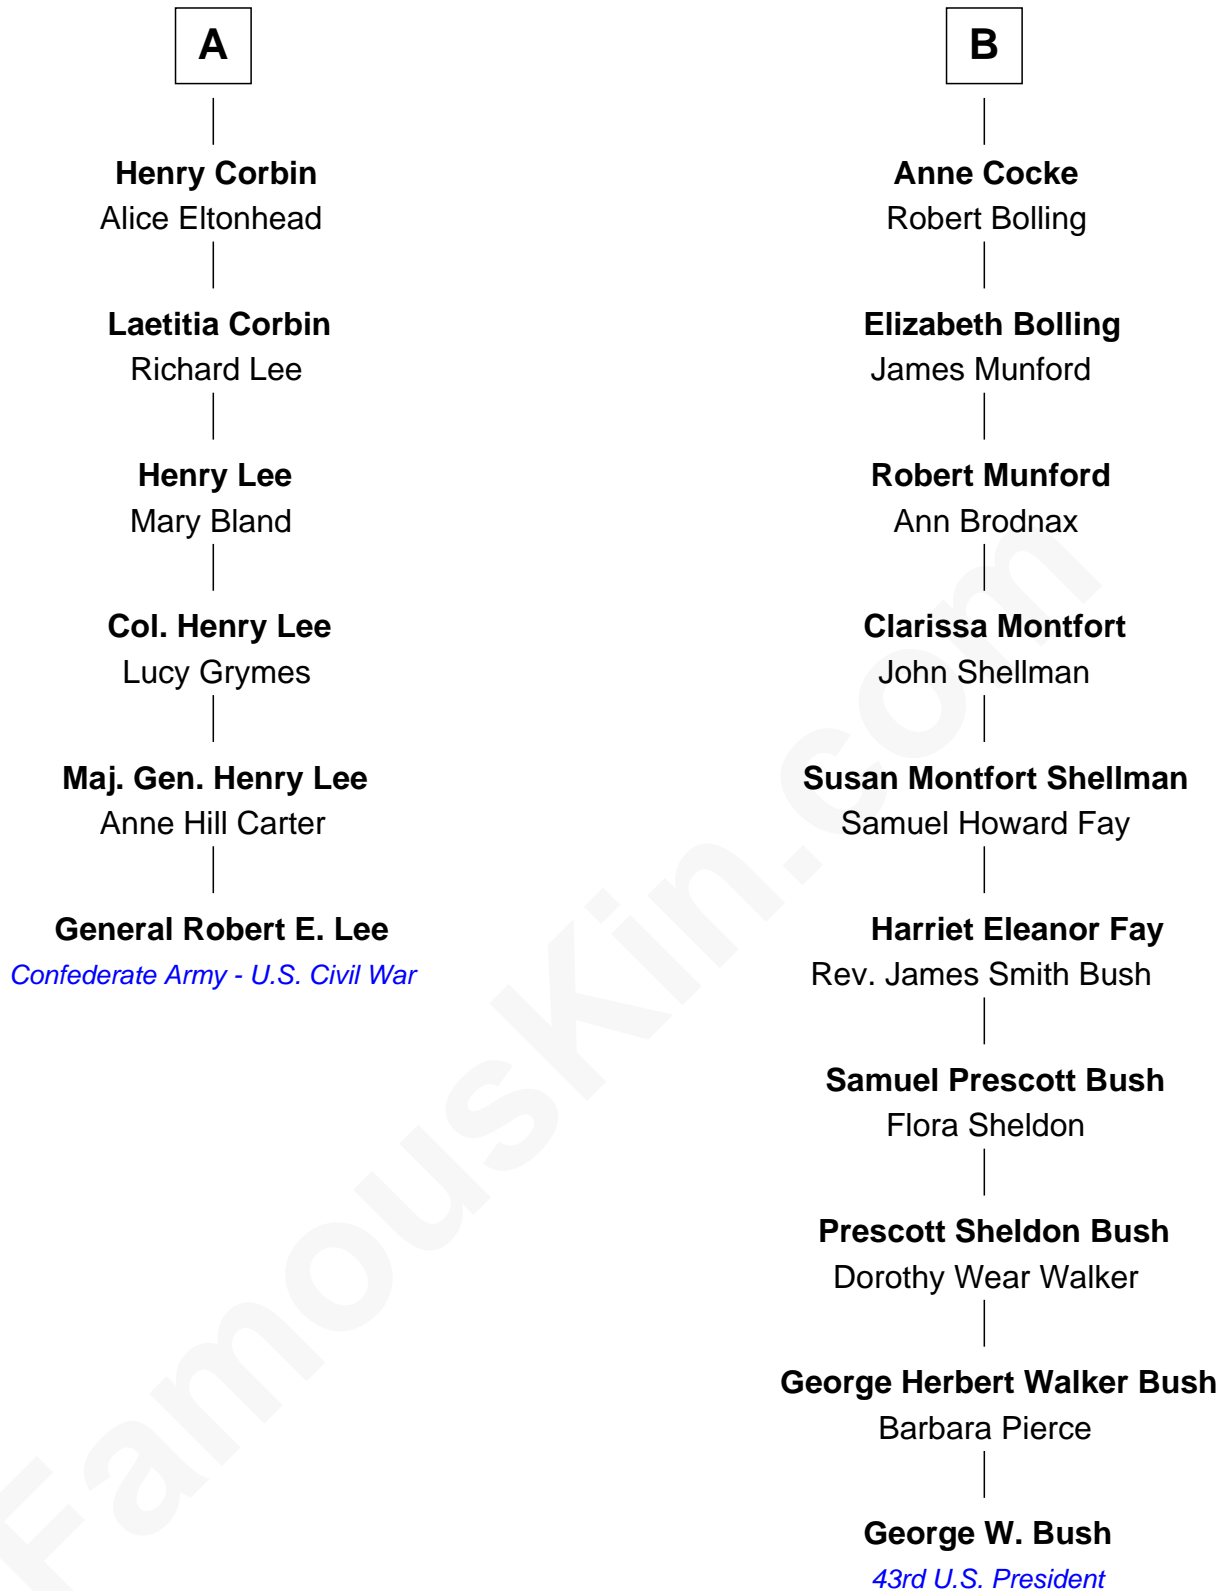 A
Henry Corbin
Alice Eltonhead
Laetitia Corbin
Richard Lee
Henry Lee
Mary Bland
Col. Henry Lee
Lucy Grymes
Maj. Gen. Henry Lee
Anne Hill Carter
General Robert E. Lee
Confederate Army - U.S. Civil War
B
Anne Cocke
Robert Bolling
Elizabeth Bolling
James Munford
Robert Munford
Ann Brodnax
Clarissa Montfort
John Shellman
Susan Montfort Shellman
Samuel Howard Fay
Harriet Eleanor Fay
Rev. James Smith Bush
Samuel Prescott Bush
Flora Sheldon
Prescott Sheldon Bush
Dorothy Wear Walker
George Herbert Walker Bush
Barbara Pierce
George W. Bush
43rd U.S. President
FamousKin.com